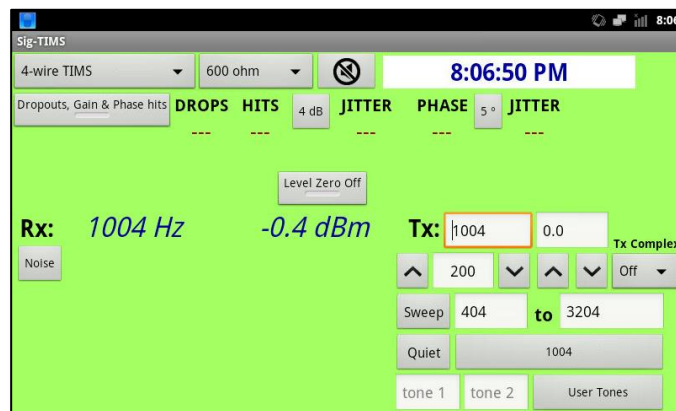 8:06
Sig-TIMS
4-wire TIMS 600 ohm 8:06:50 PM
Dropouts, Gain & Phase hits DROPS HITS 4 dB JITTER PHASE 5 ° JITTER
--- --- --- --- ---
Level Zero Off
Rx: 1004 Hz -0.4 dBm Tx: 1004 0.0
Tx Complex
Noise 200 Off
Sweep 404 to 3204
Quiet 1004
tone 1 tone 2 User Tones